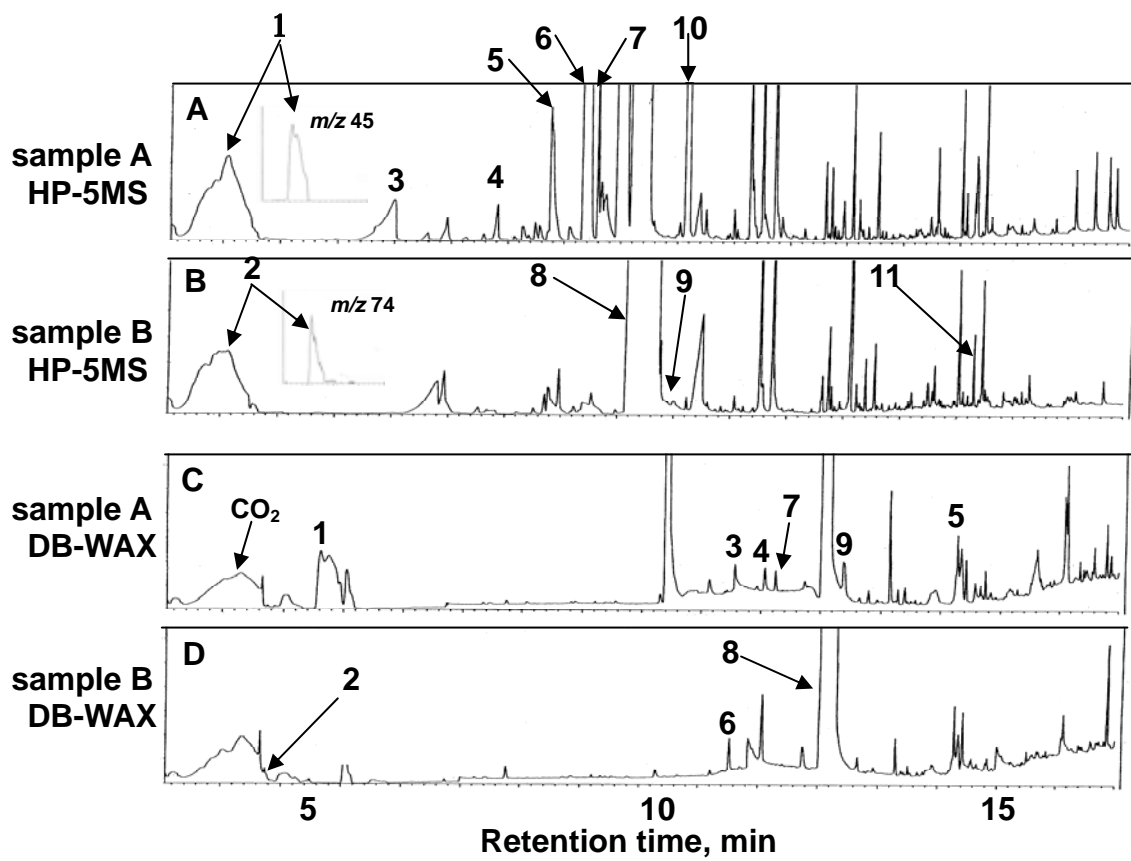 1
6 7 10
5
A
m/z 45
sample A
HP-5MS
3 4
B
2
m/z 74
8 9 11
sample B
HP-5MS
C
CO₂
1
7
3 4 9 5
sample A
DB-WAX
D
2
8
6
sample B
DB-WAX
5 10 15
Retention time, min